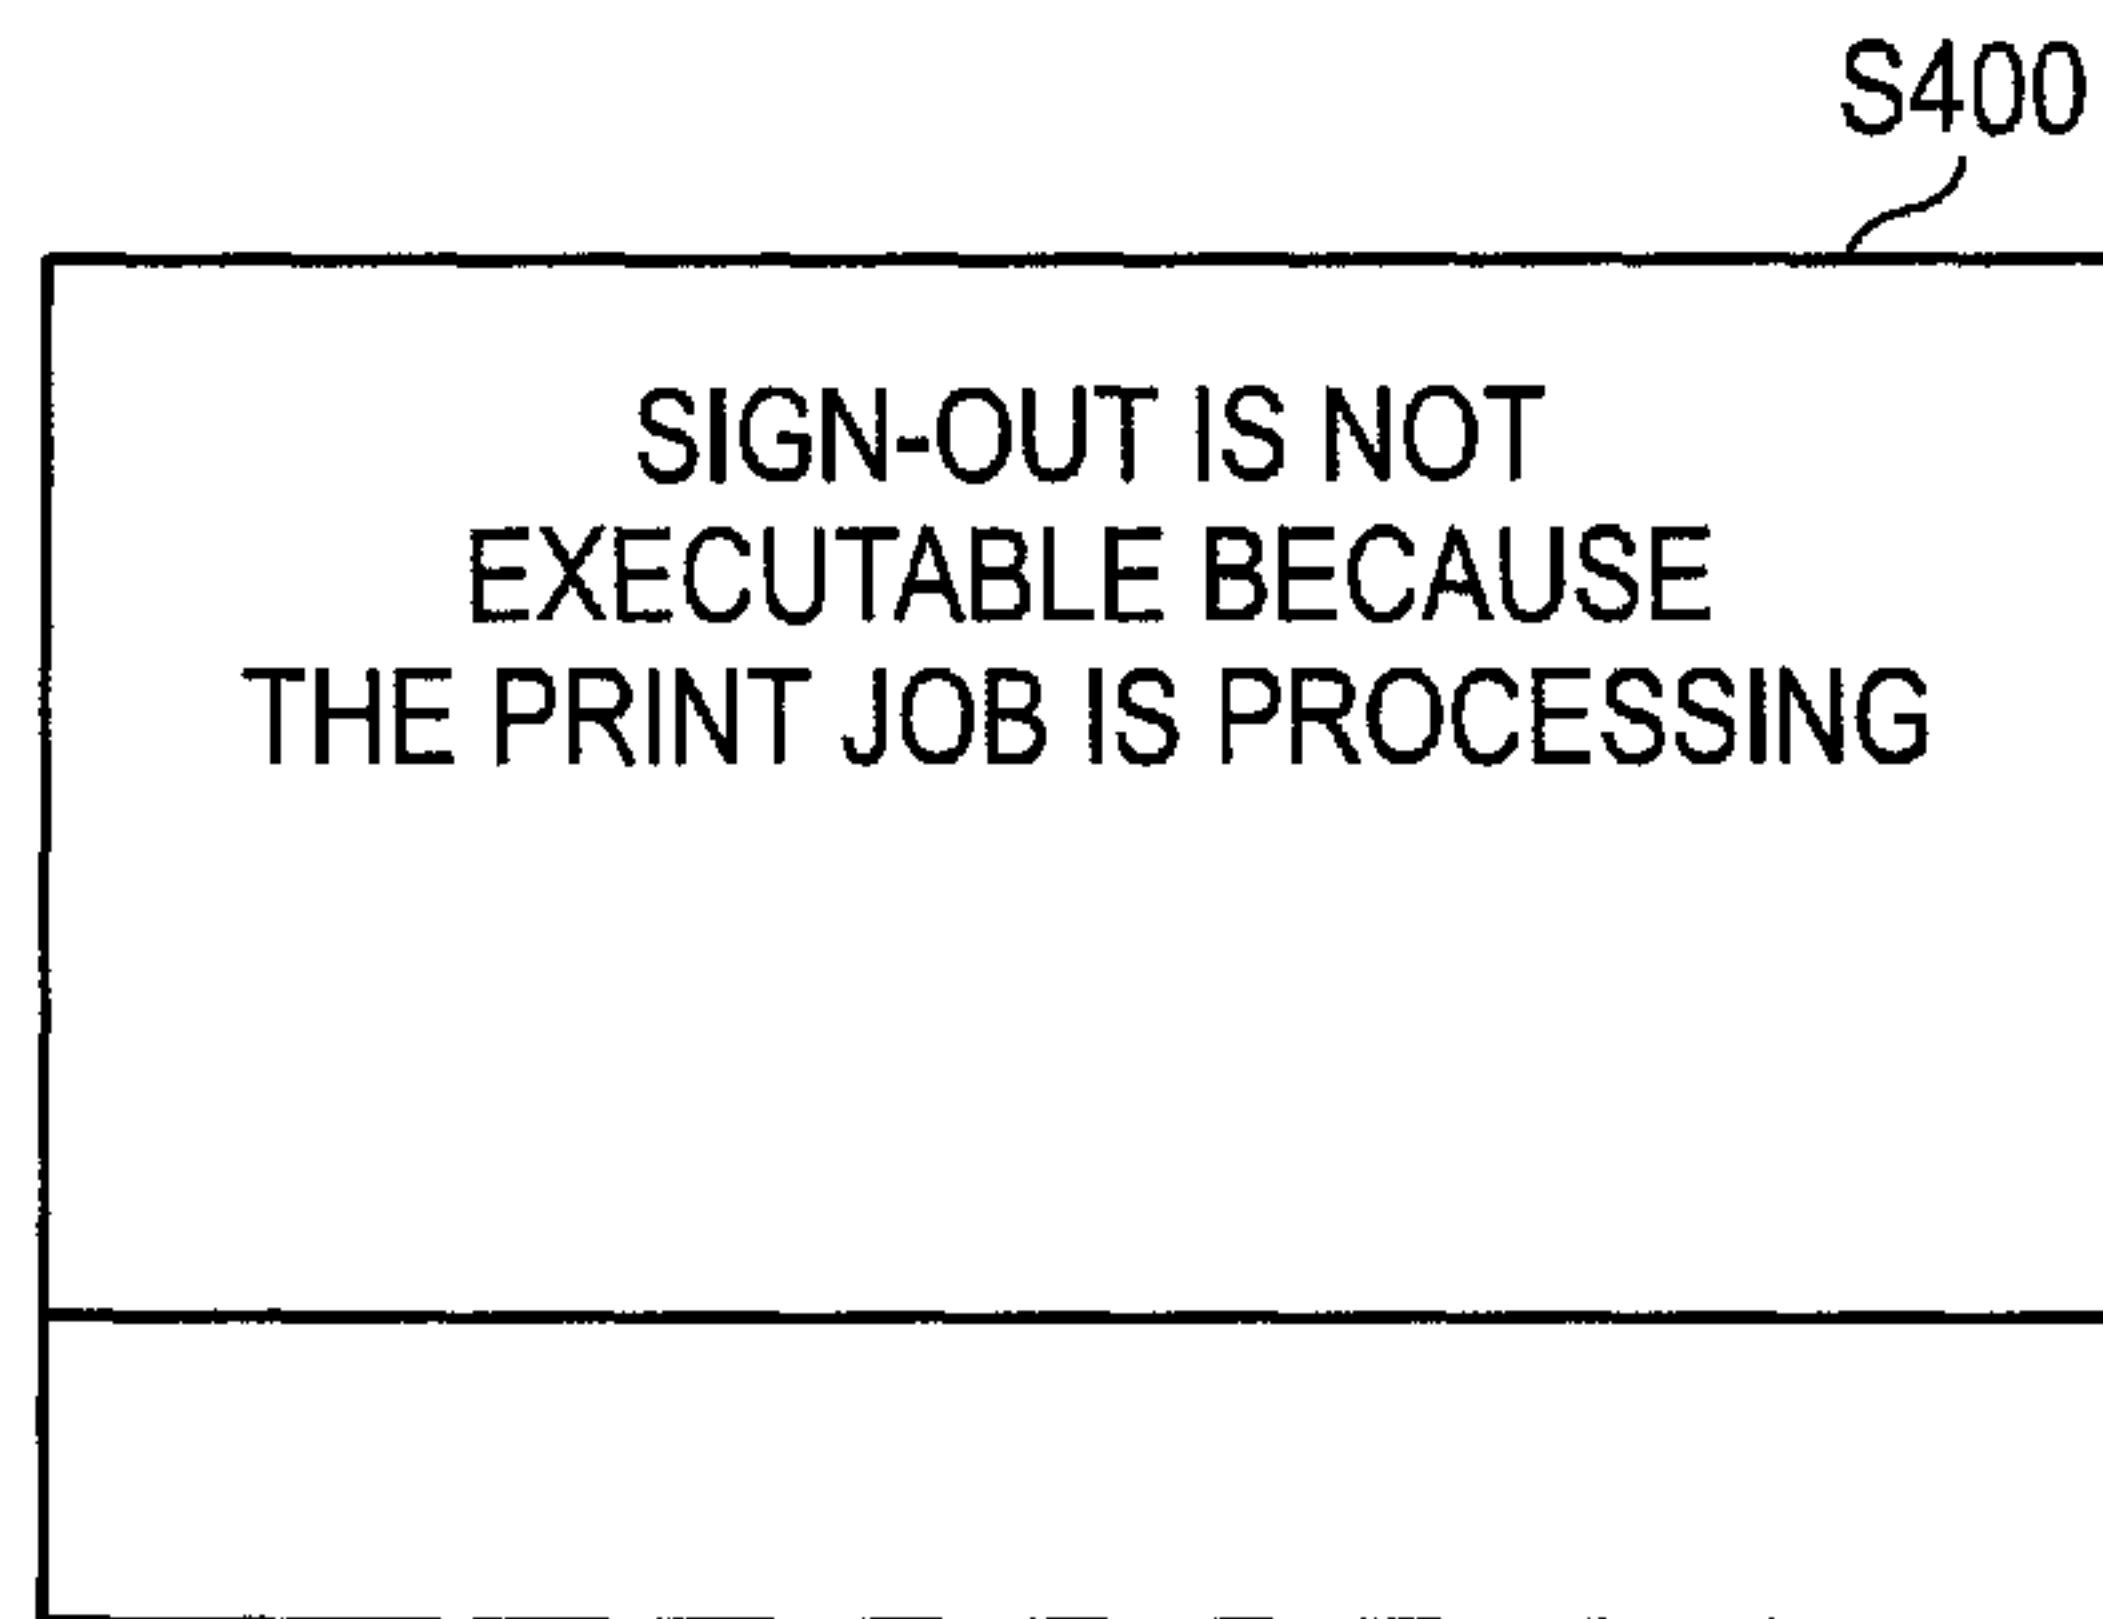 S400
SIGN-OUT IS NOT
EXECUTABLE BECAUSE
THE PRINT JOB IS PROCESSING